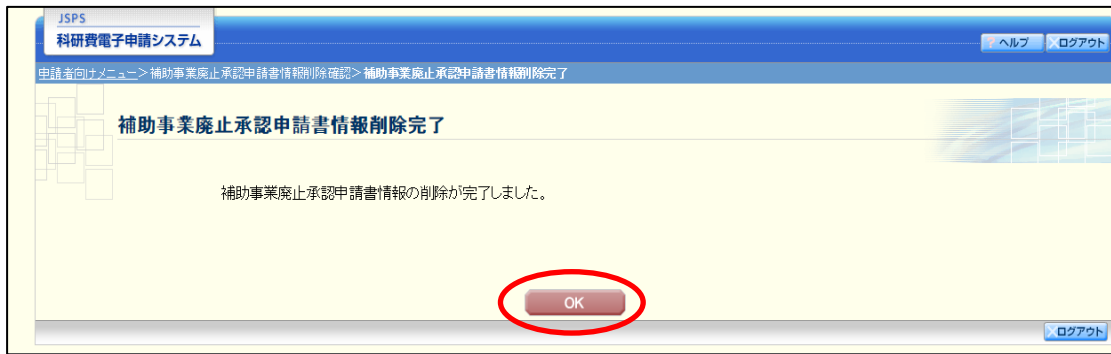 JSPS
科研費電子申請システム
? ヘルプ
ログアウト
申請者向けメニュー＞補助事業廃止承認申請書情報削除確認＞補助事業廃止承認申請書情報削除完了
補助事業廃止承認申請書情報削除完了
補助事業廃止承認申請書情報の削除が完了しました。
OK
ログアウト